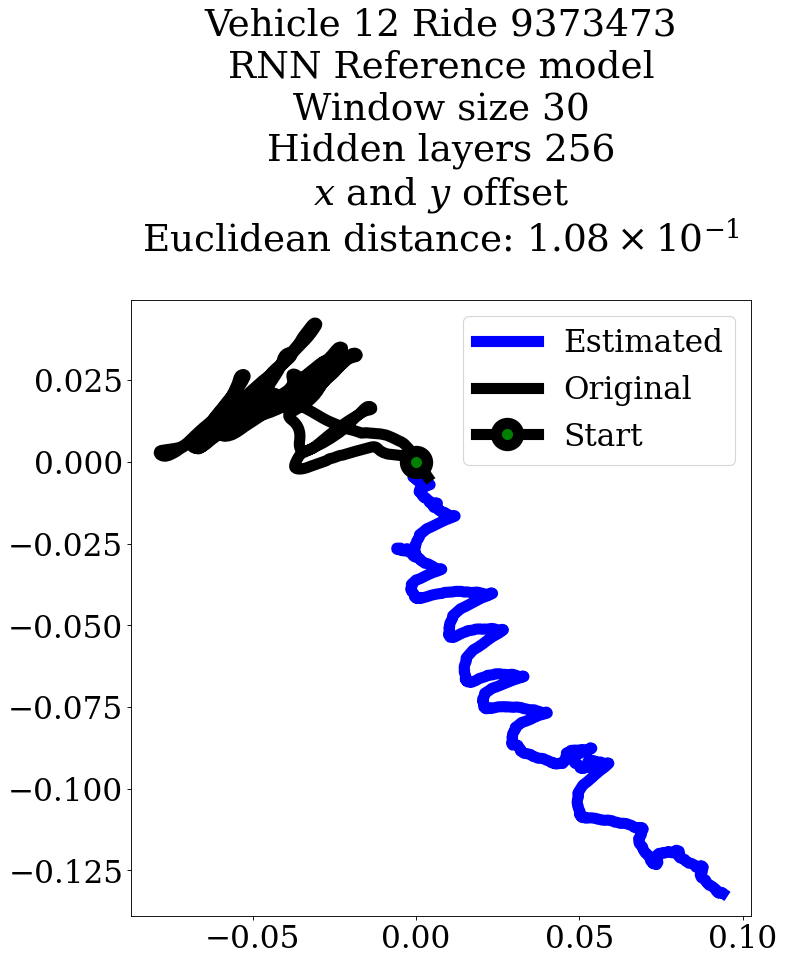 Vehicle 12 Ride 9373473
RNN Reference model
Window size 30
Hidden layers 256
x and y offset
Euclidean distance: 1.08 × 10⁻¹
Estimated
Original
Start
0.025
0.000
−0.025
−0.050
−0.075
−0.100
−0.125
−0.05 0.00 0.05 0.10